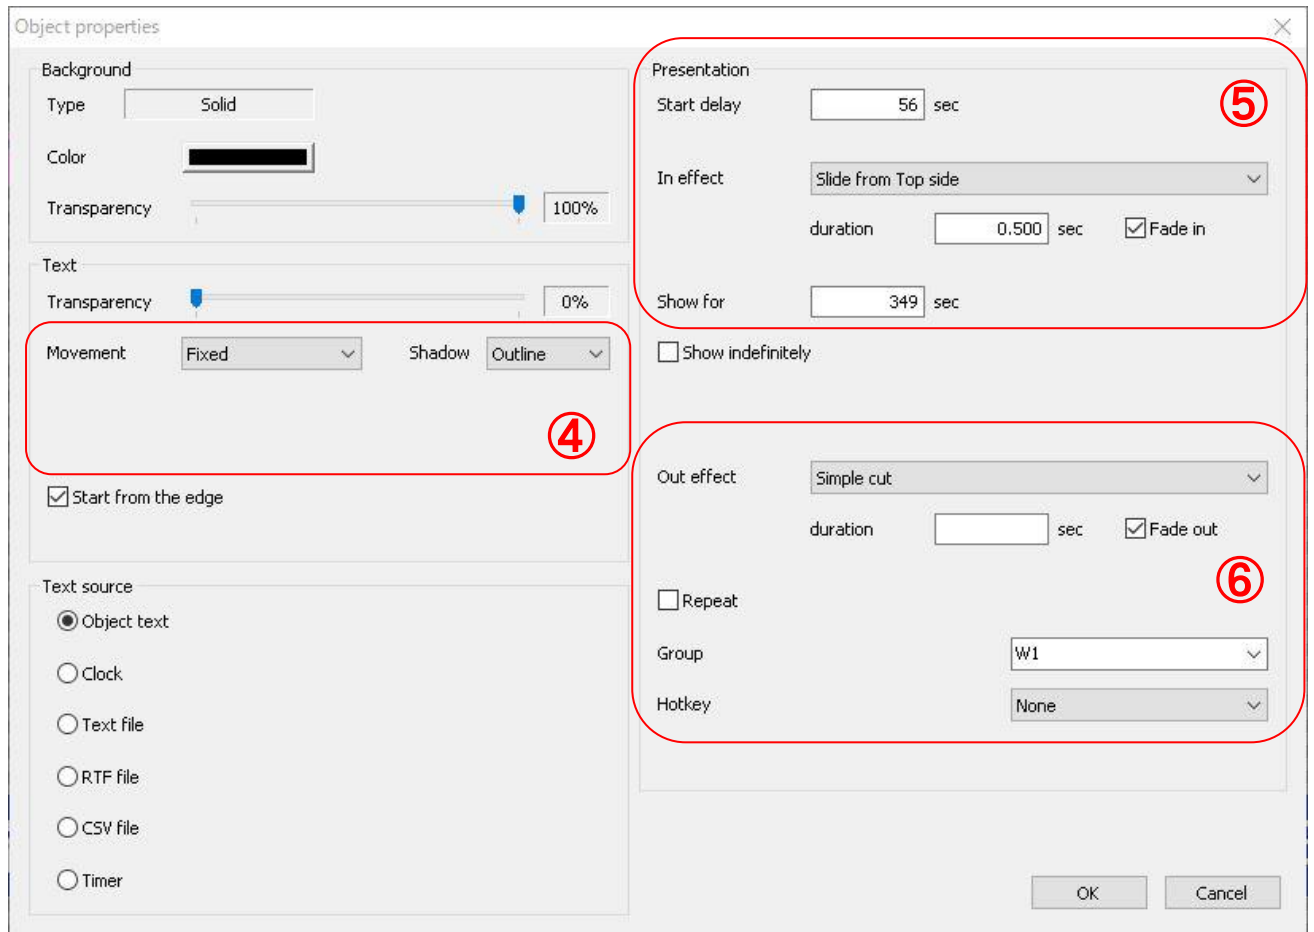 Object properties
Background
Type Solid
Color
Transparency 100%
Text
Transparency 0%
Movement Fixed Shadow Outline
④
Start from the edge
Text source
Object text
Clock
Text file
RTF file
CSV file
Timer
Presentation
Start delay 56 sec
⑤
In effect Slide from Top side
duration 0.500 sec Fade in
Show for 349 sec
Show indefinitely
Out effect Simple cut
duration sec Fade out
⑥
Repeat
Group W1
Hotkey None
OK Cancel